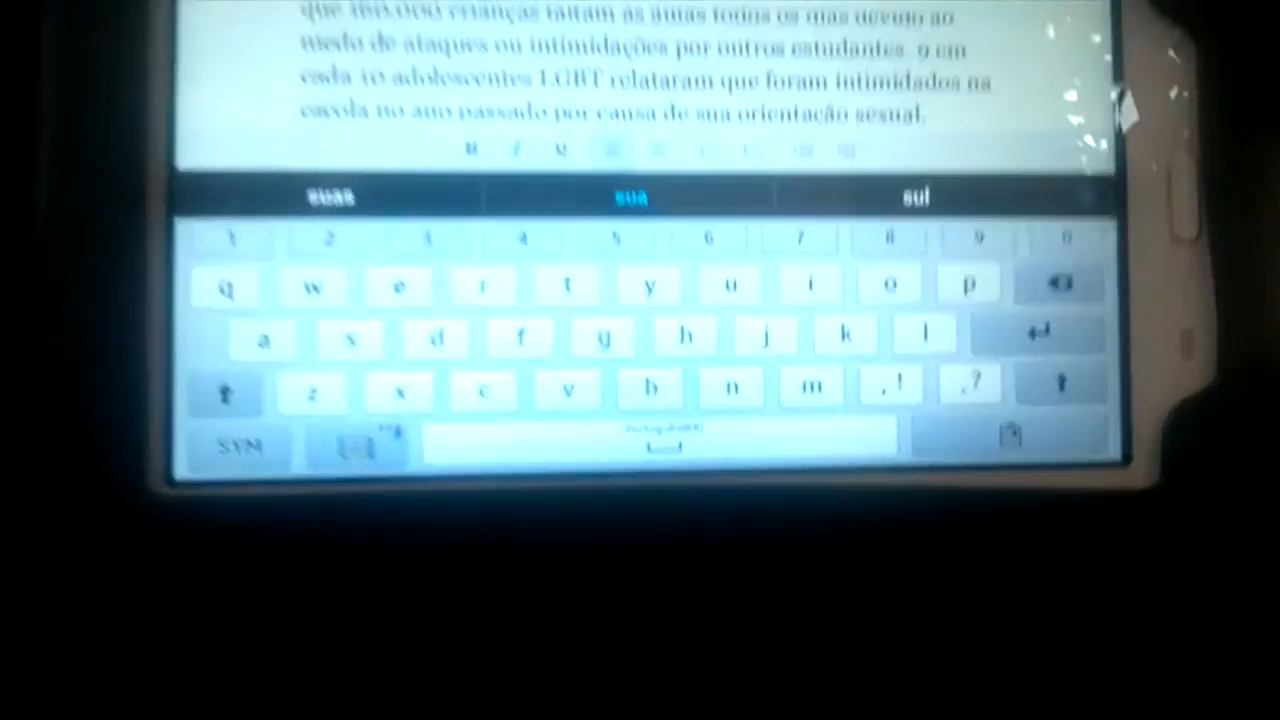 que 160.000 crianças faltam às aulas todos os dias devido ao
medo de ataques ou intimidações por outros estudantes. 9 em
cada 10 adolescentes LGBT relataram que foram intimidados na
escola no ano passado por causa de sua orientação sexual.
B I U
suas sua sul
1 2 3 4 5 6 7 8 9 0
q w e r t y u i o p
a s d f g h j k l
z x c v b n m , ! . ?
SYM Português(BR)